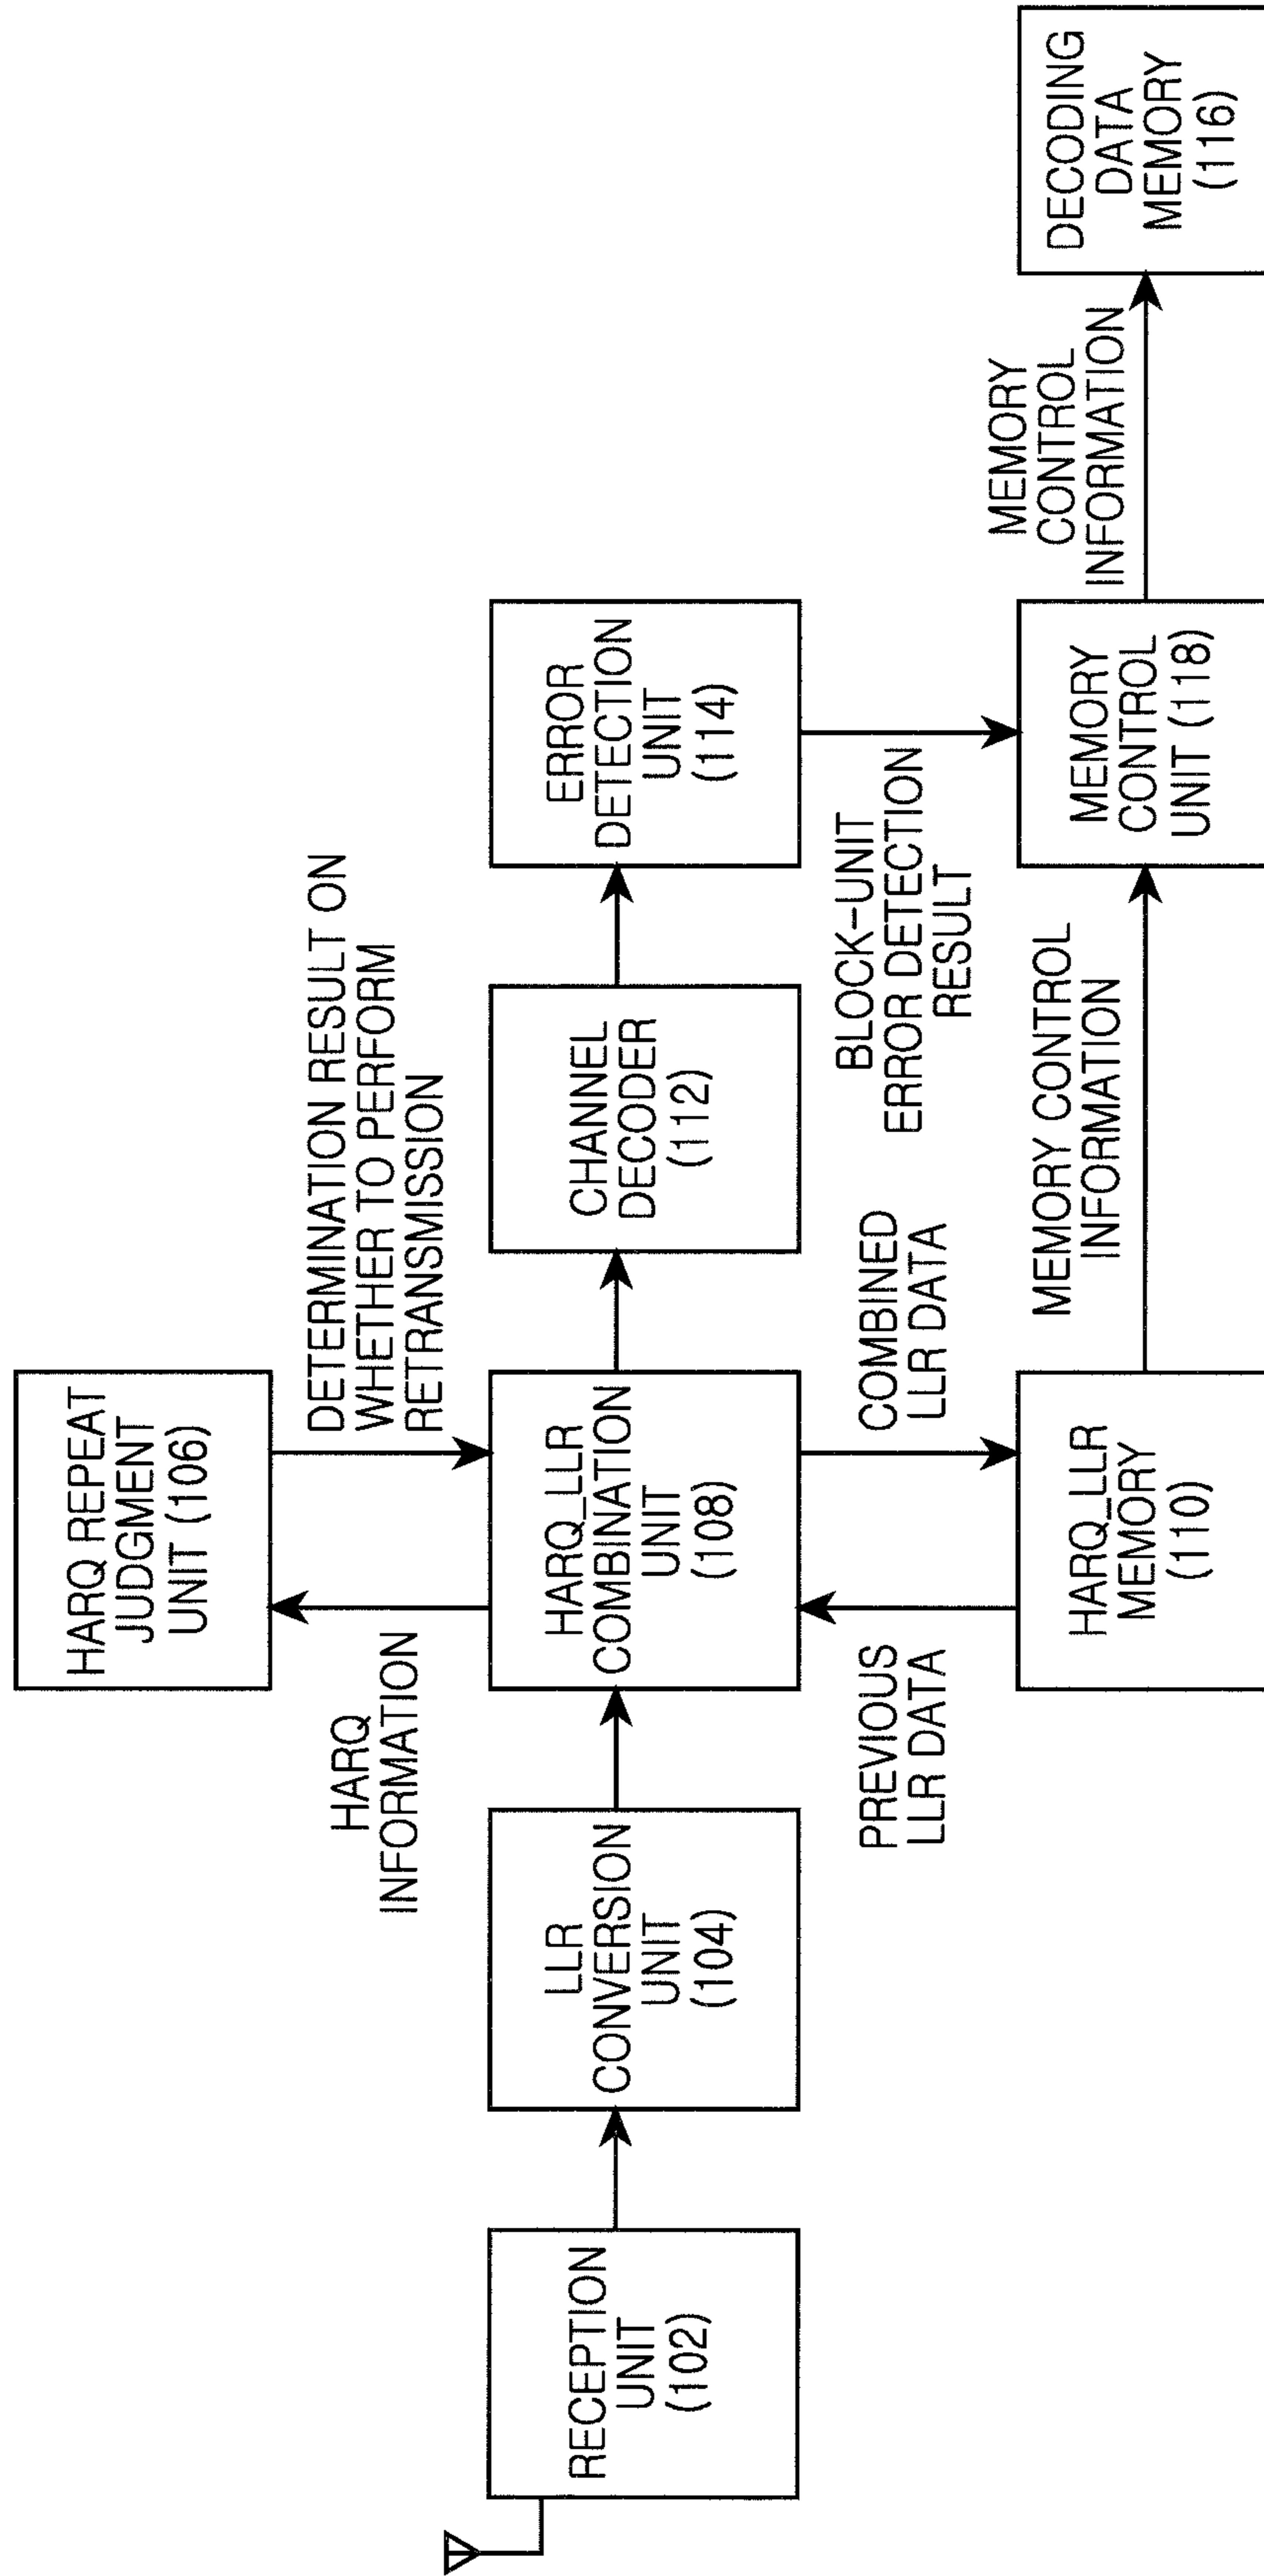 HARQ REPEAT
JUDGMENT
UNIT (106)
HARQ
INFORMATION
DETERMINATION RESULT ON
WHETHER TO PERFORM
RETRANSMISSION
RECEPTION
UNIT
(102)
LLR
CONVERSION
UNIT
(104)
HARQ_LLR
COMBINATION
UNIT
(108)
CHANNEL
DECODER
(112)
ERROR
DETECTION
UNIT
(114)
PREVIOUS
LLR DATA
COMBINED
LLR DATA
BLOCK-UNIT
ERROR DETECTION
RESULT
HARQ_LLR
MEMORY
(110)
MEMORY CONTROL
INFORMATION
MEMORY
CONTROL
UNIT (118)
MEMORY
CONTROL
INFORMATION
DECODING
DATA
MEMORY
(116)